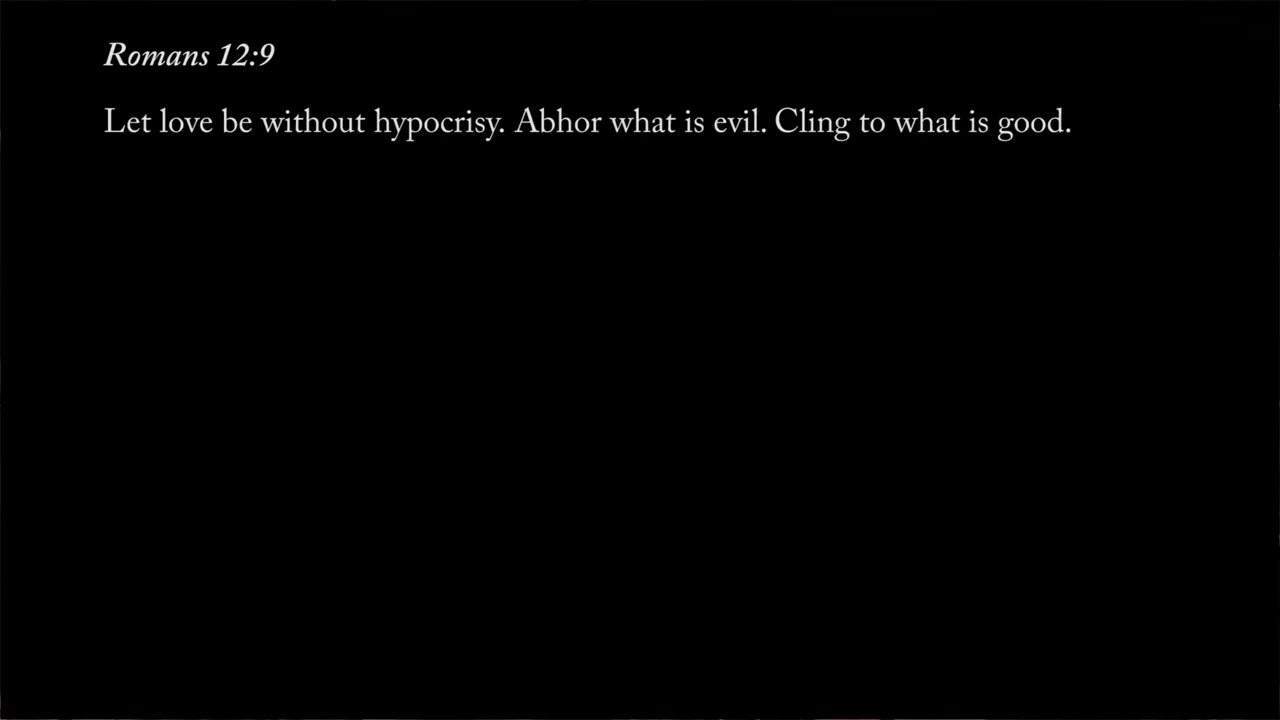 Romans 12:9
Let love be without hypocrisy. Abhor what is evil. Cling to what is good.